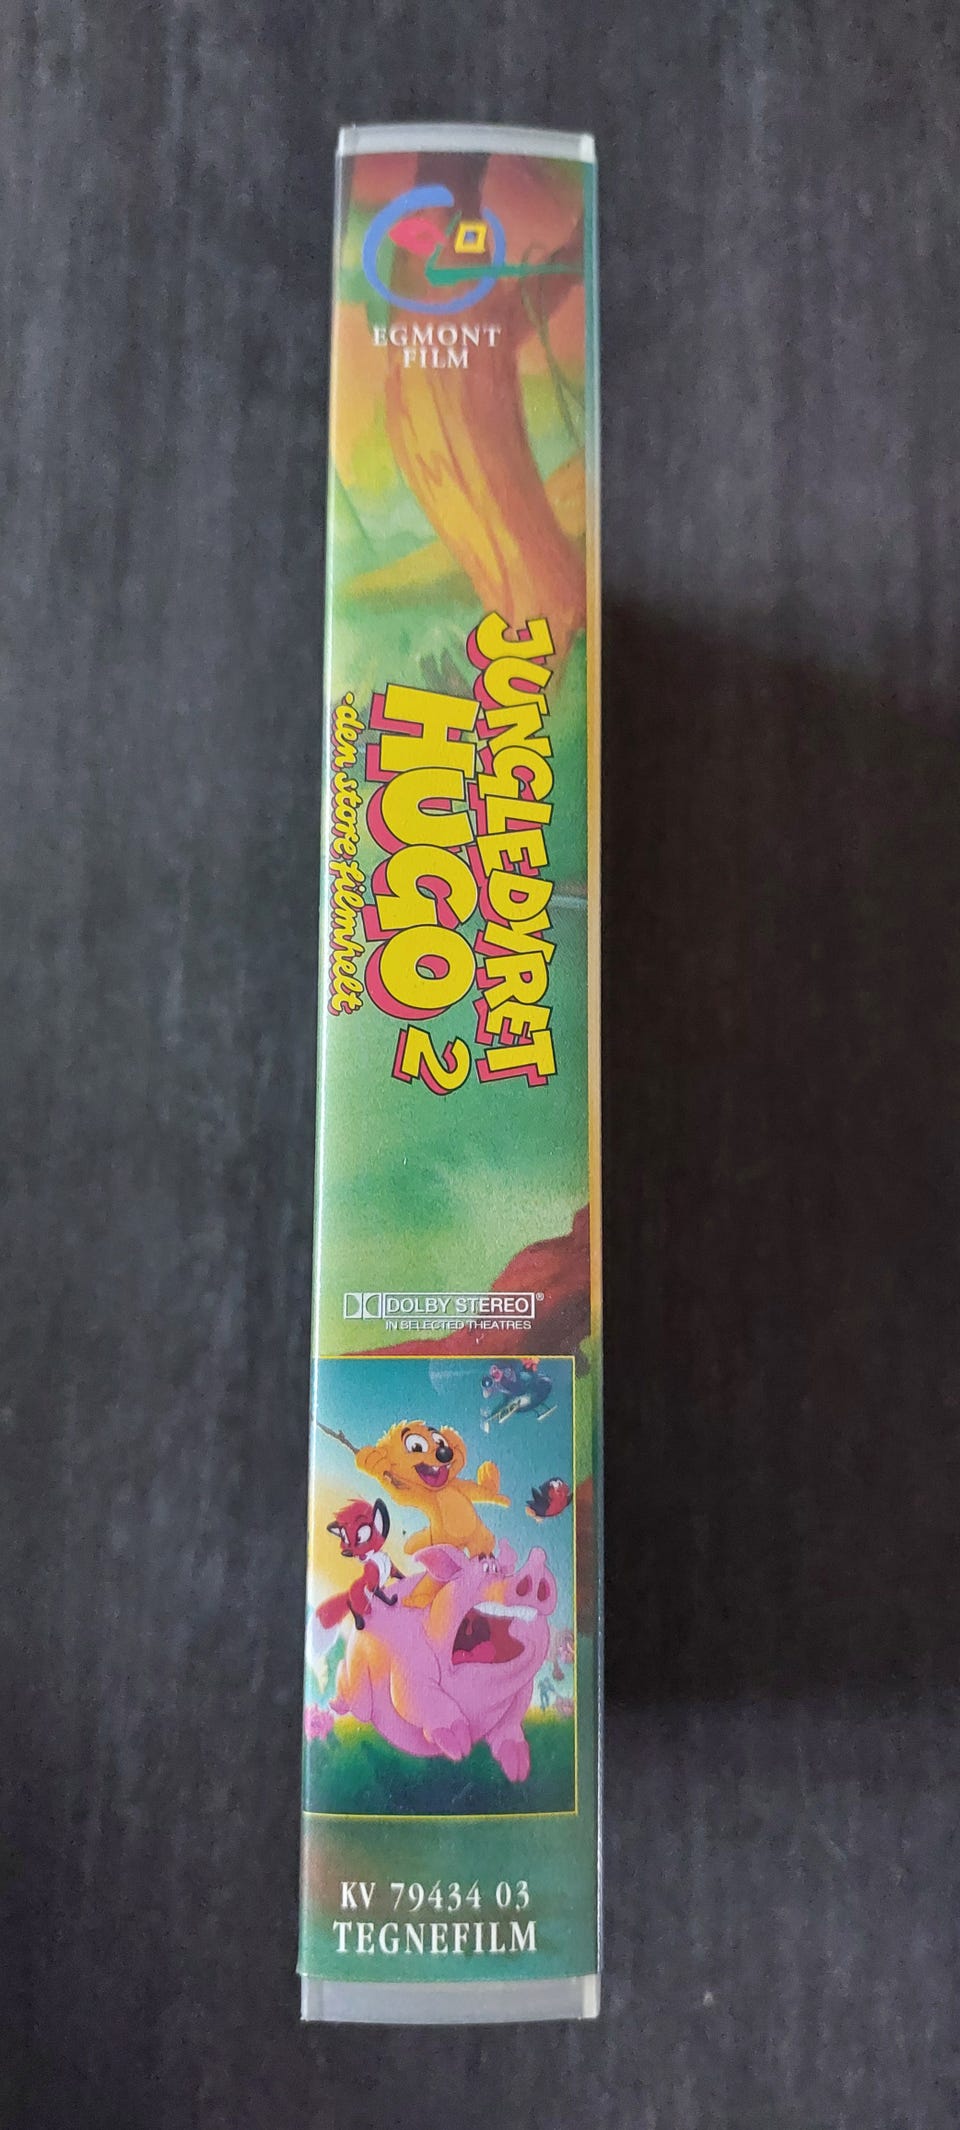 EGMONT
FILM
JUNGLEDYRET
HUGO 2
-den store filmhelt
DOLBY STEREO®
IN SELECTED THEATRES
KV 79434 03
TEGNEFILM